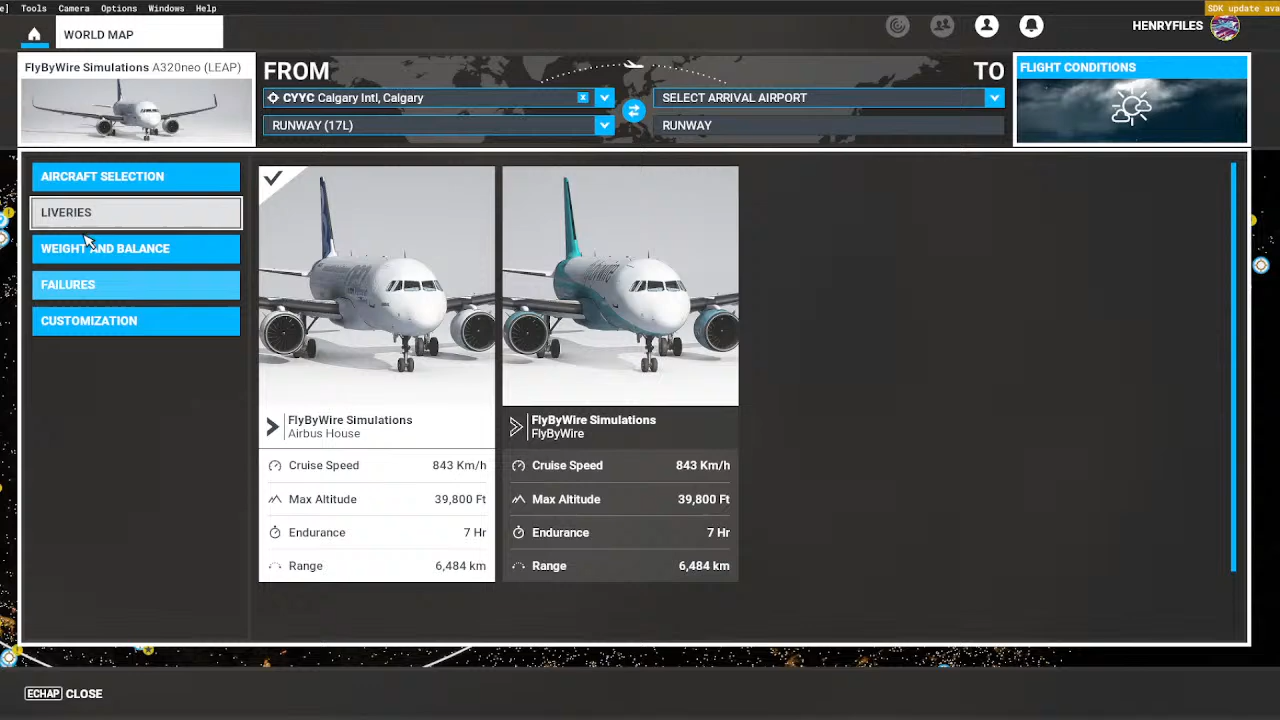 e] Tools Camera Options Windows Help
SDK update ava
WORLD MAP
HENRYFILES
FlyByWire Simulations A320neo (LEAP)
FROM
TO
FLIGHT CONDITIONS
CYYC Calgary Intl, Calgary
x
SELECT ARRIVAL AIRPORT
RUNWAY (17L)
RUNWAY
AIRCRAFT SELECTION
LIVERIES
WEIGHT AND BALANCE
FAILURES
CUSTOMIZATION
FlyByWire Simulations
Airbus House
Cruise Speed 843 Km/h
Max Altitude 39,800 Ft
Endurance 7 Hr
Range 6,484 km
FlyByWire Simulations
FlyByWire
Cruise Speed 843 Km/h
Max Altitude 39,800 Ft
Endurance 7 Hr
Range 6,484 km
ECHAP CLOSE